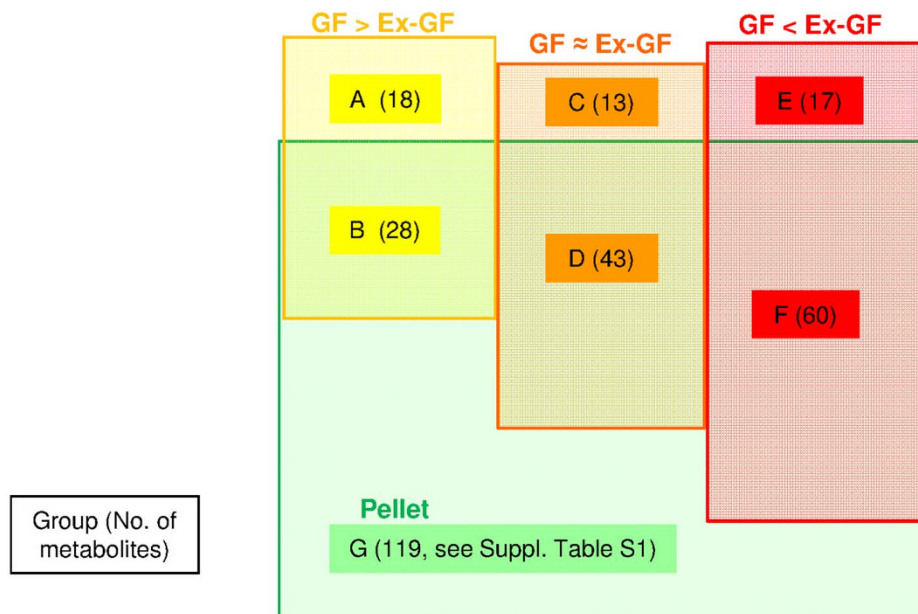 GF > Ex-GF
GF ≈ Ex-GF
GF < Ex-GF
A (18)
C (13)
E (17)
B (28)
D (43)
F (60)
Group (No. of
metabolites)
Pellet
G (119, see Suppl. Table S1)